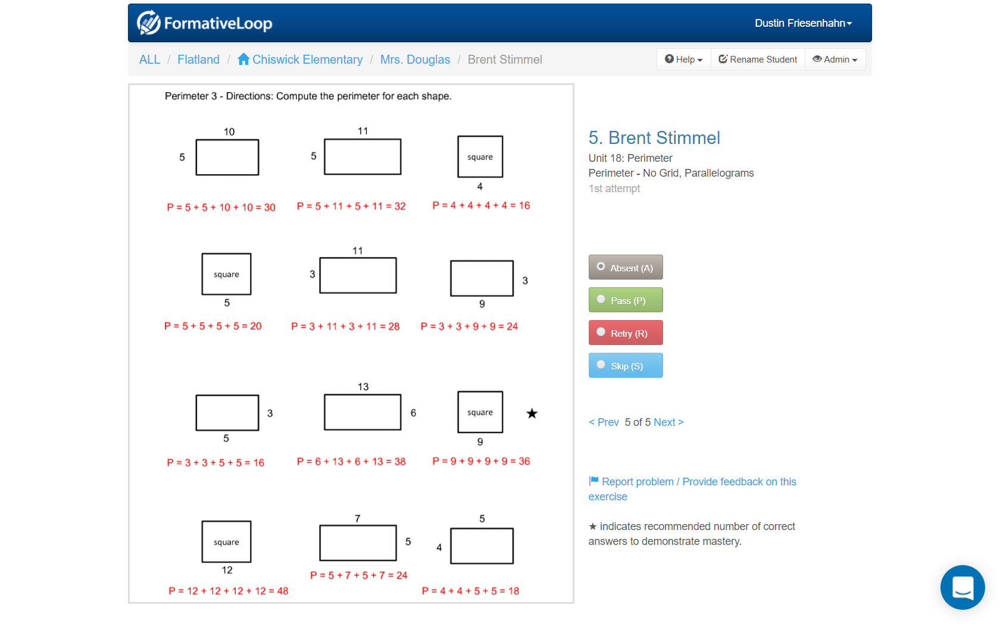 FormativeLoop
Dustin Friesenhahn
ALL / Flatland / Chiswick Elementary / Mrs. Douglas / Brent Stimmel
Help
Rename Student
Admin
Perimeter 3 - Directions: Compute the perimeter for each shape.
10
5
11
5
square
4
P = 5 + 5 + 10 + 10 = 30
P = 5 + 11 + 5 + 11 = 32
P = 4 + 4 + 4 + 4 = 16
square
5
11
3
3
9
P = 5 + 5 + 5 + 5 = 20
P = 3 + 11 + 3 + 11 = 28
P = 3 + 3 + 9 + 9 = 24
3
5
13
6
square
★
9
P = 3 + 3 + 5 + 5 = 16
P = 6 + 13 + 6 + 13 = 38
P = 9 + 9 + 9 + 9 = 36
square
12
7
5
5
4
P = 12 + 12 + 12 + 12 = 48
P = 5 + 7 + 5 + 7 = 24
P = 4 + 4 + 5 + 5 = 18
5. Brent Stimmel
Unit 18: Perimeter
Perimeter - No Grid, Parallelograms
1st attempt
Absent (A)
Pass (P)
Retry (R)
Skip (S)
< Prev 5 of 5 Next >
Report problem / Provide feedback on this
exercise
★ indicates recommended number of correct
answers to demonstrate mastery.